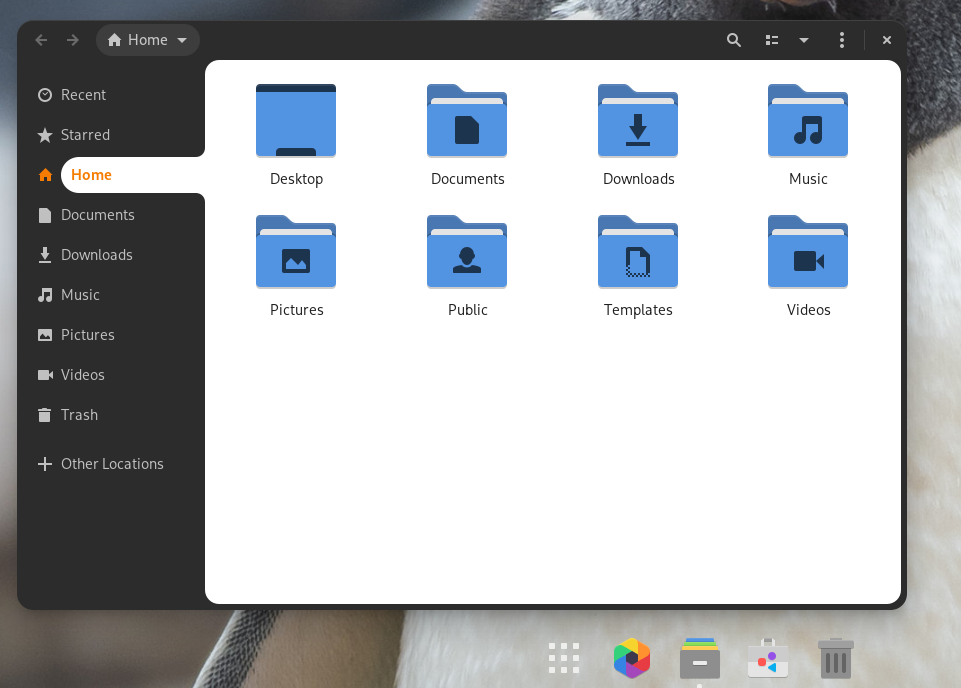 Home
Recent
Starred
Home
Documents
Downloads
Music
Pictures
Videos
Trash
Other Locations
Desktop
Documents
Downloads
Music
Pictures
Public
Templates
Videos